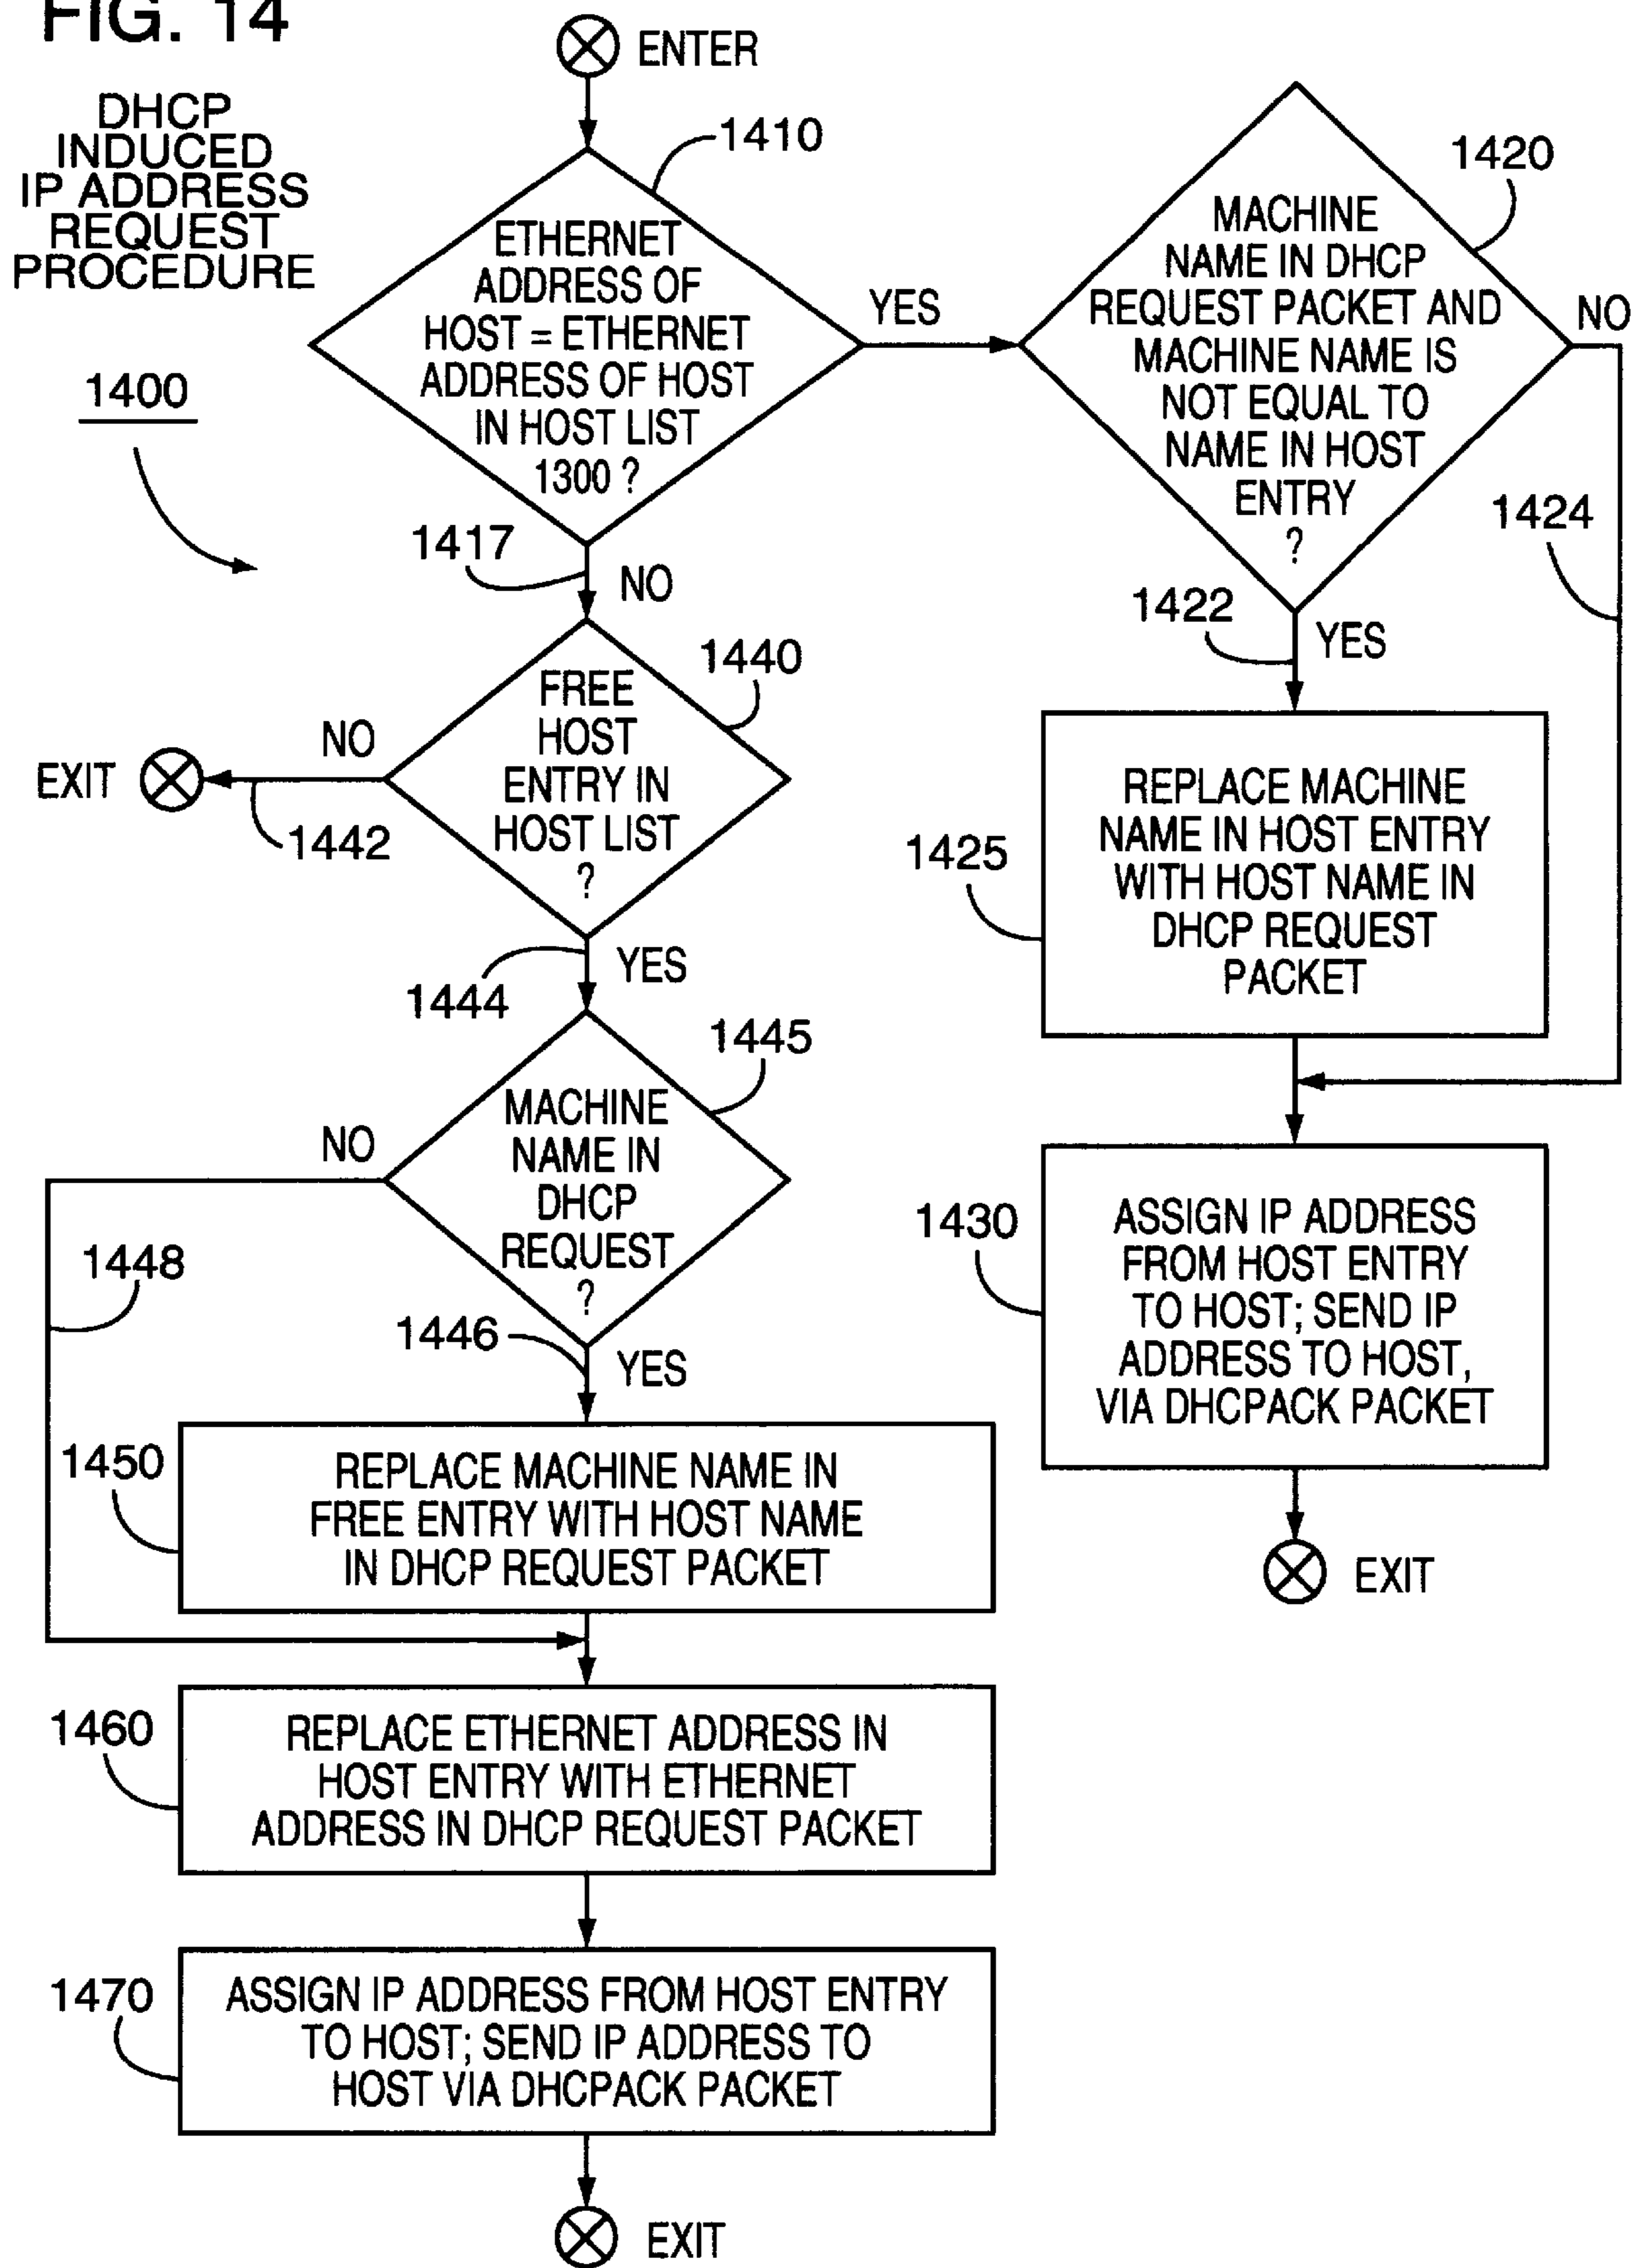 FIG. 14
DHCP
INDUCED
IP ADDRESS
REQUEST
PROCEDURE
1400
ENTER
1410
ETHERNET
ADDRESS OF
HOST = ETHERNET
ADDRESS OF HOST
IN HOST LIST
1300 ?
YES
1420
MACHINE
NAME IN DHCP
REQUEST PACKET AND
MACHINE NAME IS
NOT EQUAL TO
NAME IN HOST
ENTRY
?
NO
1424
1422
YES
1425
REPLACE MACHINE
NAME IN HOST ENTRY
WITH HOST NAME IN
DHCP REQUEST
PACKET
1430
ASSIGN IP ADDRESS
FROM HOST ENTRY
TO HOST; SEND IP
ADDRESS TO HOST,
VIA DHCPACK PACKET
EXIT
1417
NO
1440
FREE
HOST
ENTRY IN
HOST LIST
?
NO
EXIT
1442
YES
1444
1445
MACHINE
NAME IN
DHCP
REQUEST
?
NO
1448
1446
YES
1450
REPLACE MACHINE NAME IN
FREE ENTRY WITH HOST NAME
IN DHCP REQUEST PACKET
1460
REPLACE ETHERNET ADDRESS IN
HOST ENTRY WITH ETHERNET
ADDRESS IN DHCP REQUEST PACKET
1470
ASSIGN IP ADDRESS FROM HOST ENTRY
TO HOST; SEND IP ADDRESS TO
HOST VIA DHCPACK PACKET
EXIT